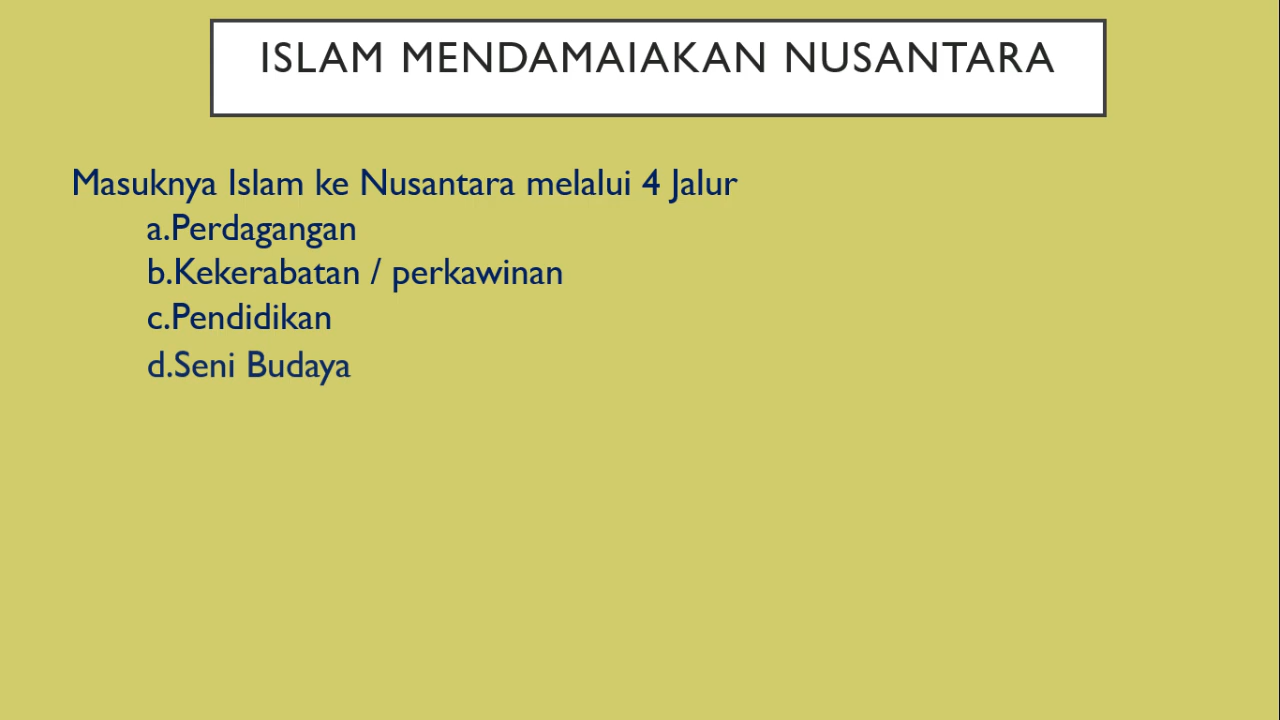 ISLAM MENDAMAIAKAN NUSANTARA
Masuknya Islam ke Nusantara melalui 4 Jalur
a.Perdagangan
b.Kekerabatan / perkawinan
c.Pendidikan
d.Seni Budaya